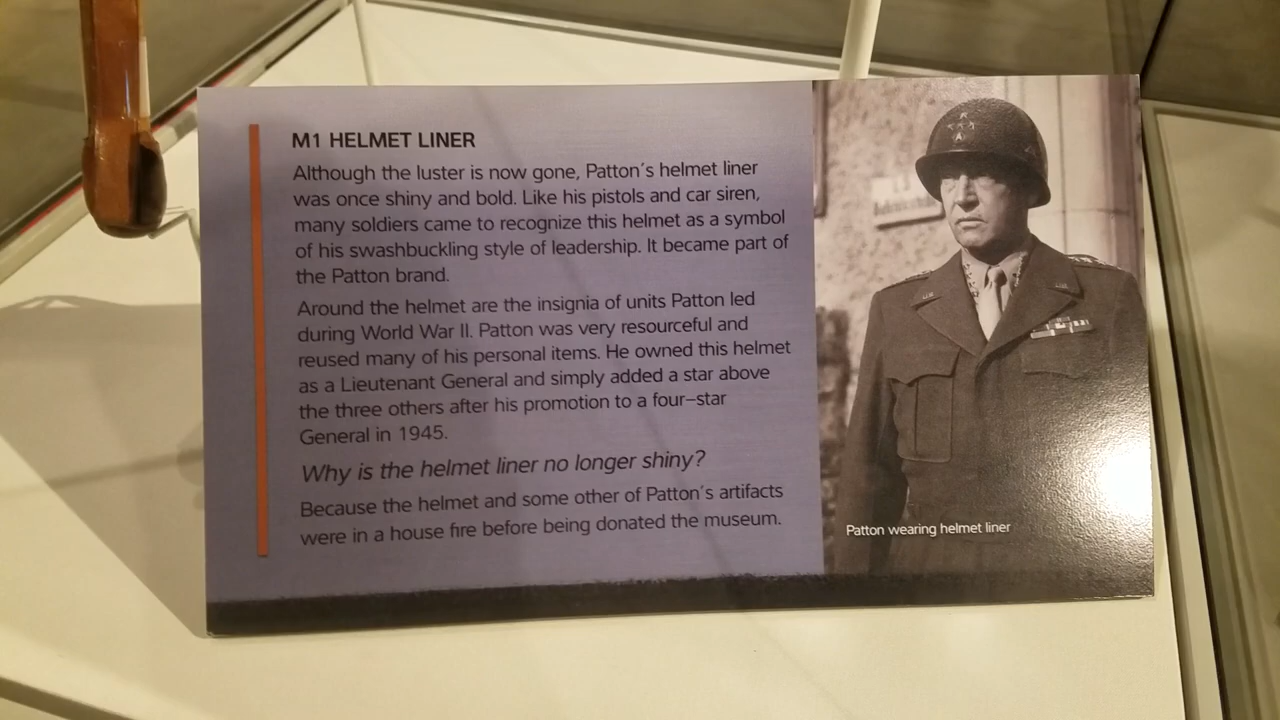 M1 HELMET LINER
Although the luster is now gone, Patton's helmet liner
was once shiny and bold. Like his pistols and car siren,
many soldiers came to recognize this helmet as a symbol
of his swashbuckling style of leadership. It became part of
the Patton brand.
Around the helmet are the insignia of units Patton led
during World War II. Patton was very resourceful and
reused many of his personal items. He owned this helmet
as a Lieutenant General and simply added a star above
the three others after his promotion to a four-star
General in 1945.
Why is the helmet liner no longer shiny?
Because the helmet and some other of Patton's artifacts
were in a house fire before being donated the museum.
Patton wearing helmet liner